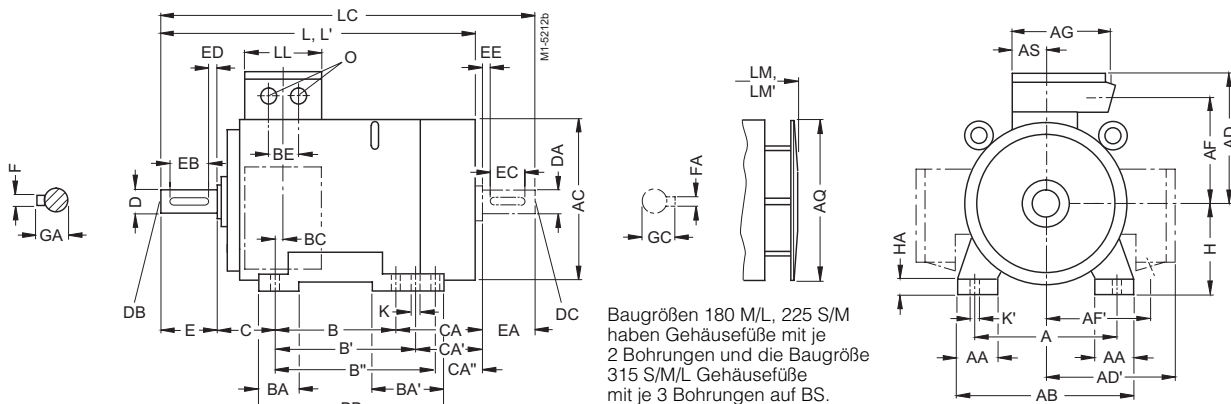 LC
L, L'
LL
ED
O
EE
M1-5212b
LM,
LM'
AG
AS
EB
BE
EC
DA
AC
FA
AQ
AF
AD
F
D
GA
GC
BC
HA
H
DB
K
DC
E
C
B
CA
EA
B'
CA'
B"
CA"
BA
BA'
K'
AF'
A
AA
AA
AD'
AB
Baugrößen 180 M/L, 225 S/M
haben Gehäusefüße mit je
2 Bohrungen und die Baugröße
315 S/M/L Gehäusefüße
mit je 3 Bohrungen auf BS.